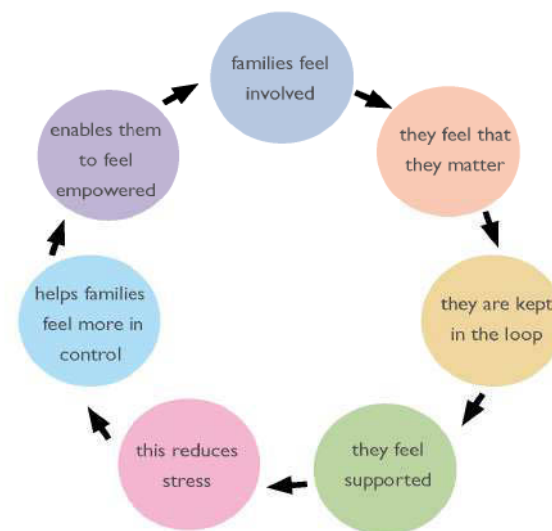 families feel
involved
they feel that
they matter
they are kept
in the loop
they feel
supported
this reduces
stress
helps families
feel more in
control
enables them
to feel
empowered